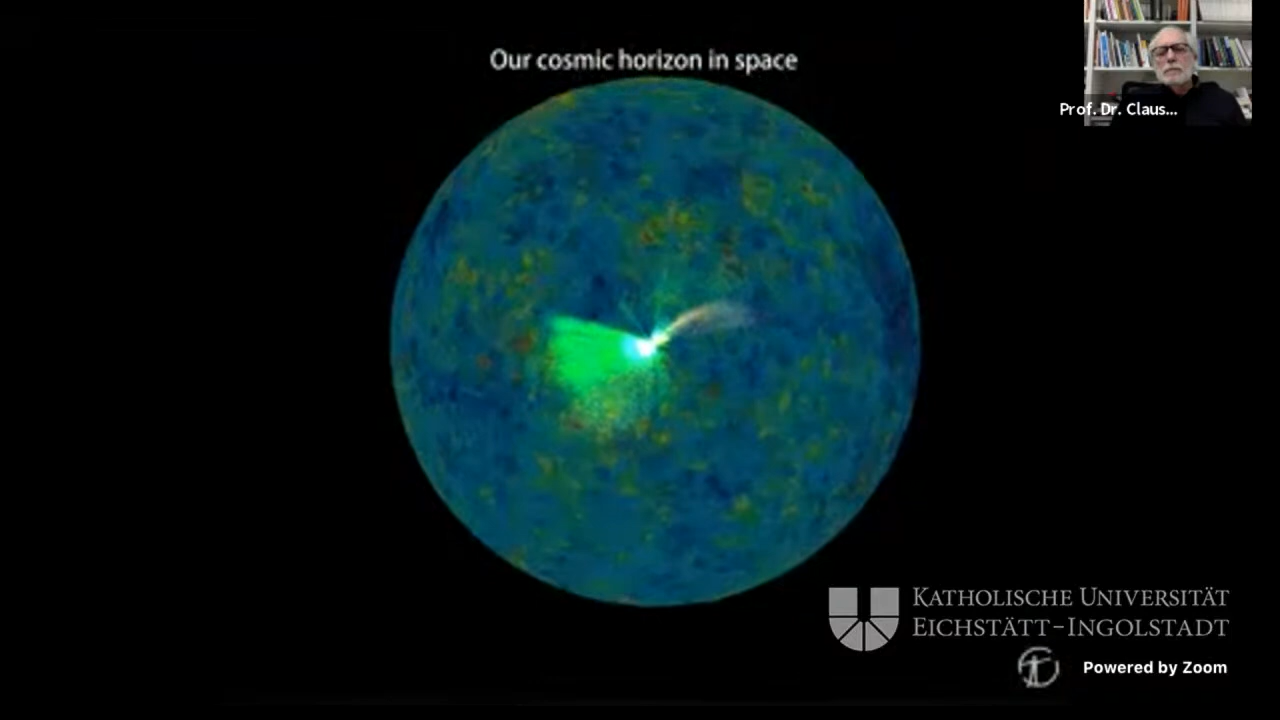 Our cosmic horizon in space
Prof. Dr. Claus...
KATHOLISCHE UNIVERSITÄT
EICHSTÄTT-INGOLSTADT
Powered by Zoom